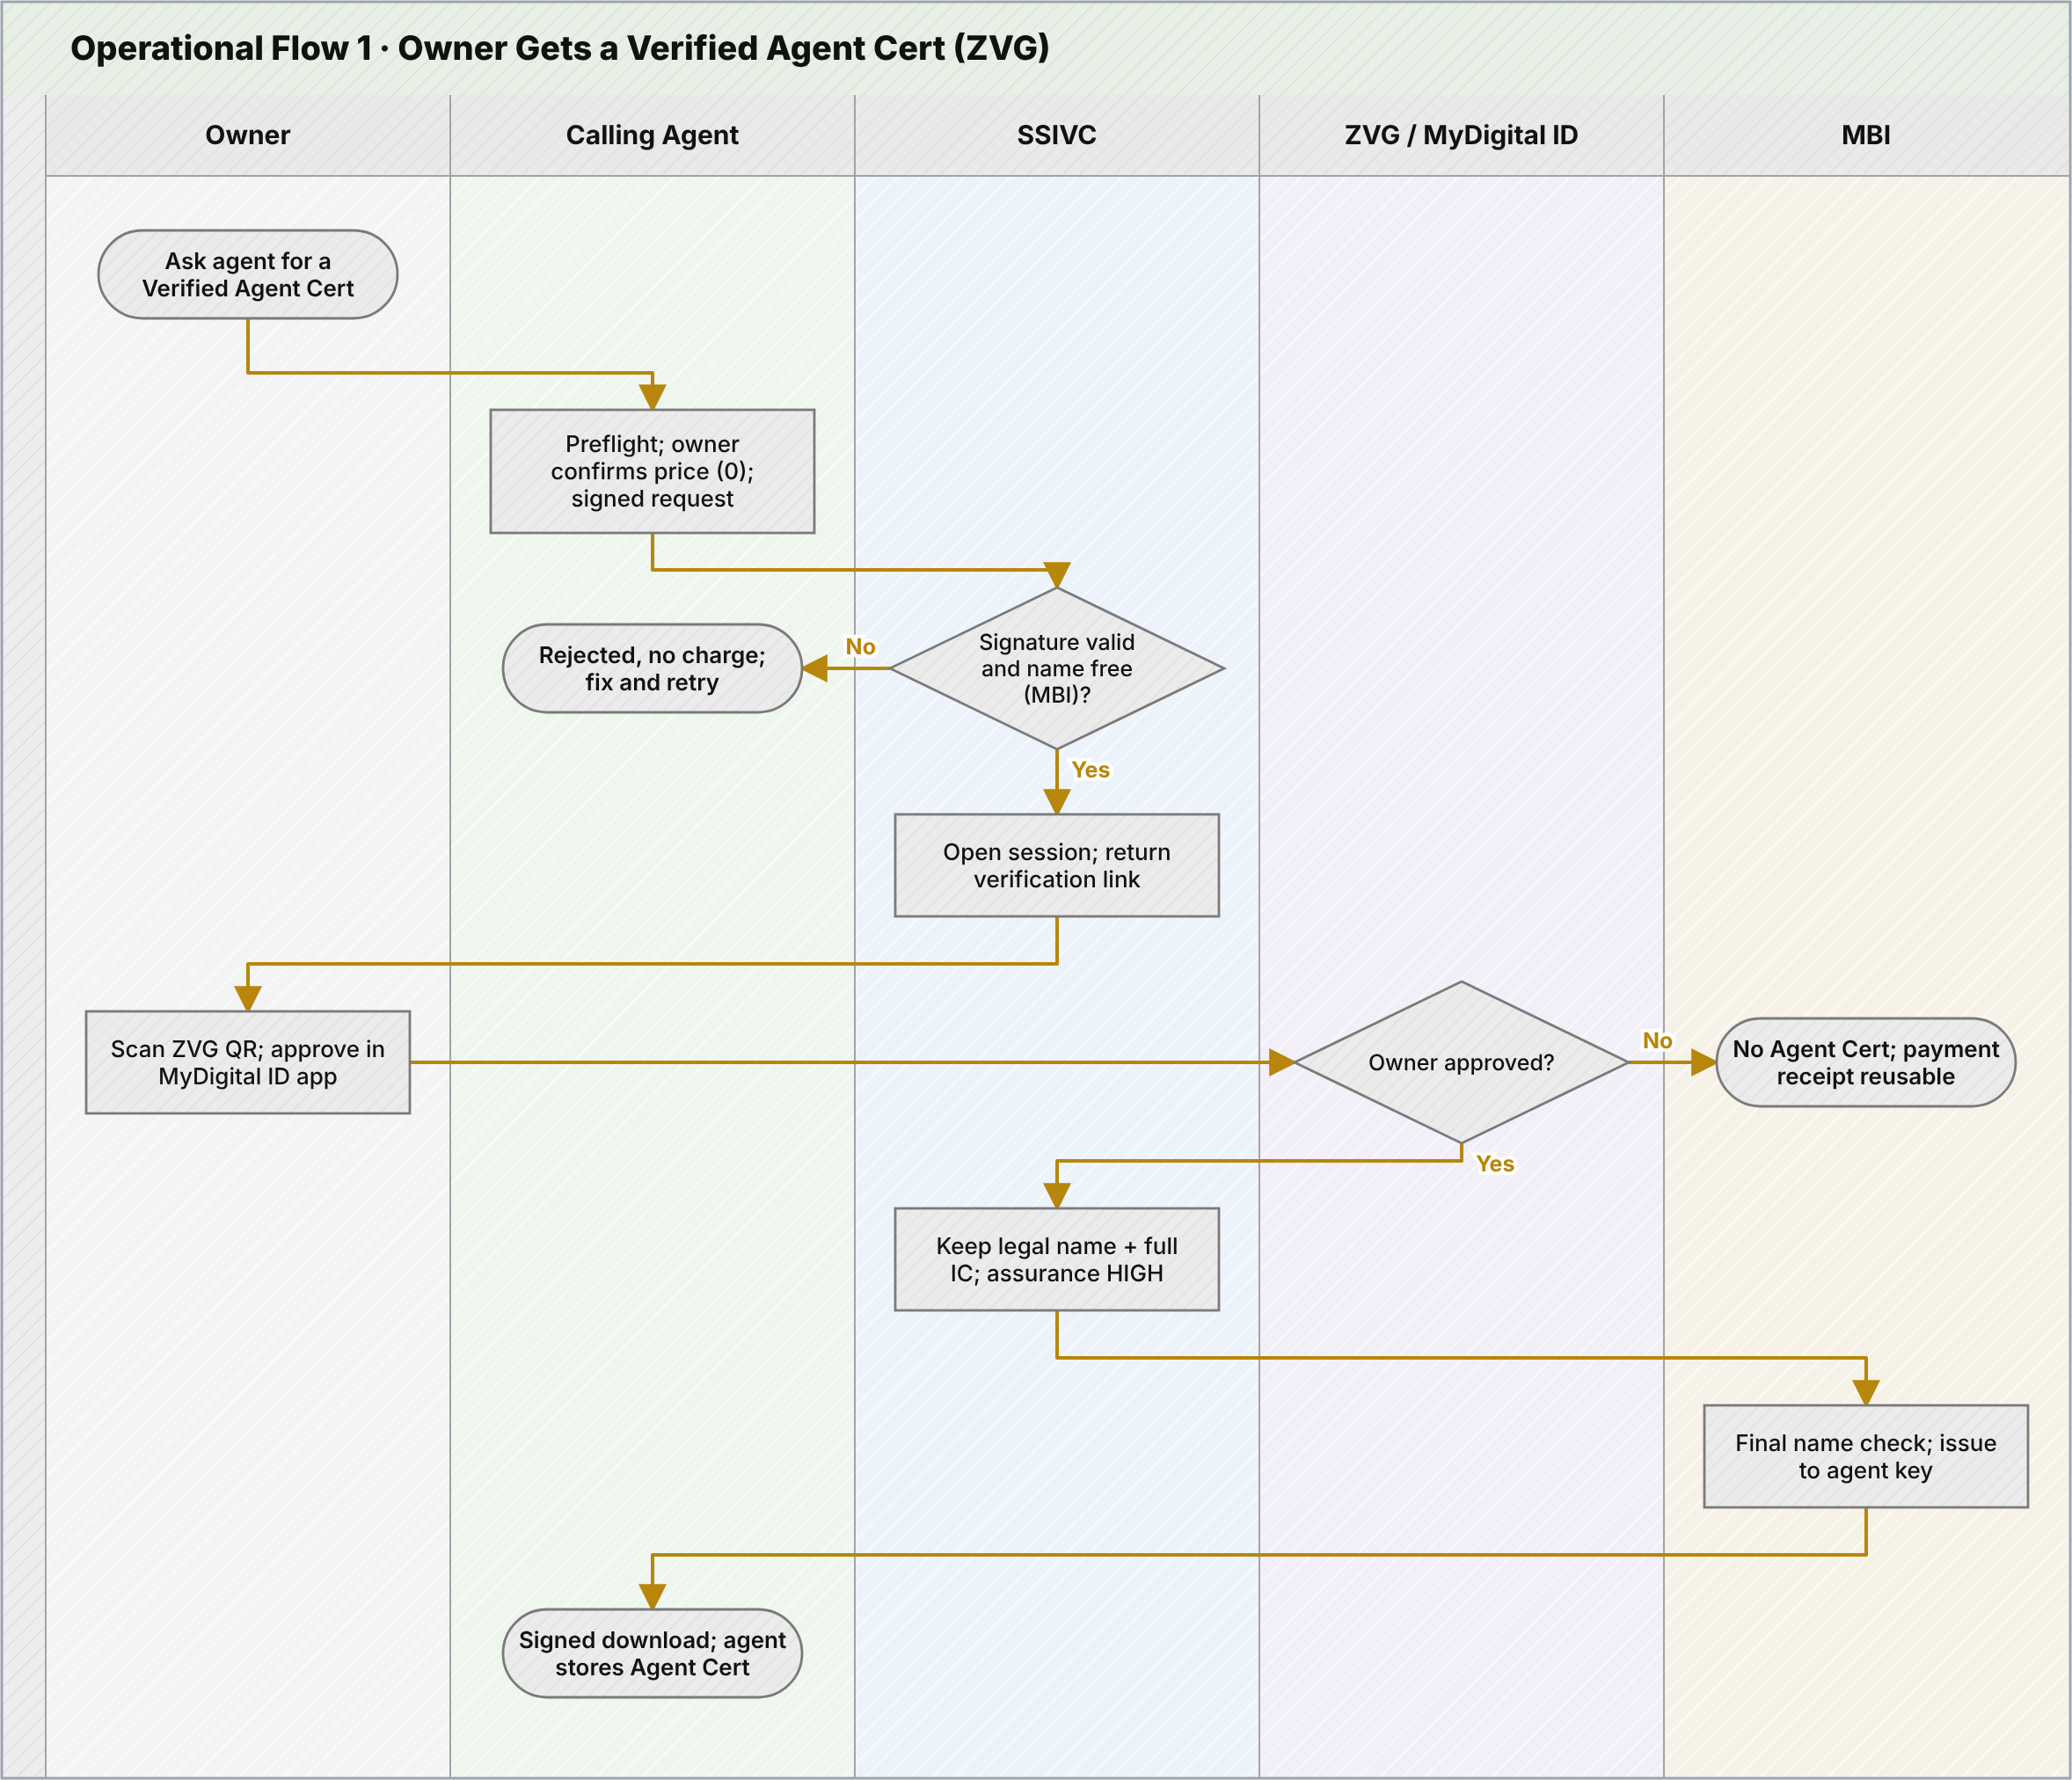 Operational Flow 1 · Owner Gets a Verified Agent Cert (ZVG)
Owner
Calling Agent
SSIVC
ZVG / MyDigital ID
MBI
Ask agent for a
Verified Agent Cert
Preflight; owner
confirms price (0);
signed request
Rejected, no charge;
fix and retry
No
Signature valid
and name free
(MBI)?
Yes
Open session; return
verification link
Scan ZVG QR; approve in
MyDigital ID app
Owner approved?
No
No Agent Cert; payment
receipt reusable
Yes
Keep legal name + full
IC; assurance HIGH
Final name check; issue
to agent key
Signed download; agent
stores Agent Cert